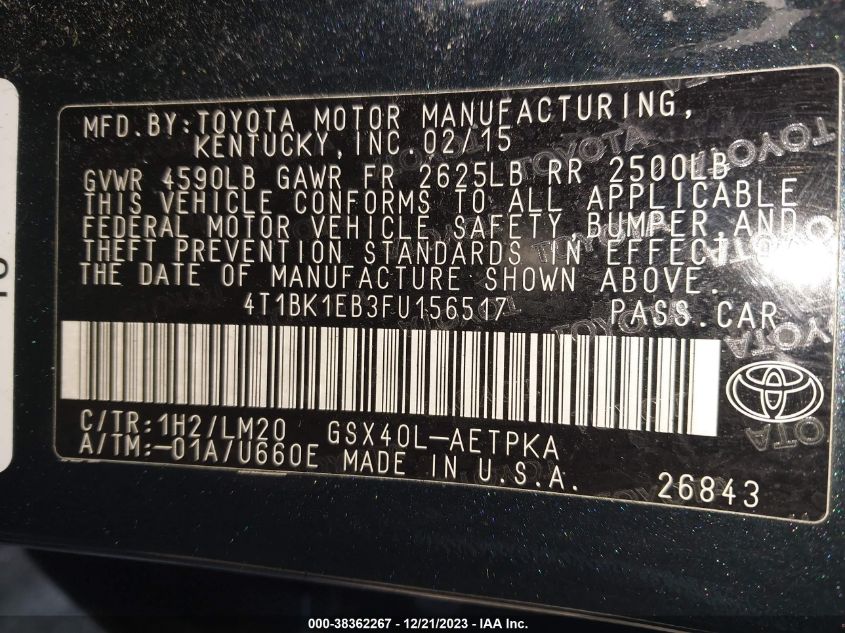 MFD.BY:TOYOTA MOTOR MANUFACTURING,
KENTUCKY, INC. 02/15
GVWR 4590LB GAWR FR 2625LB RR 2500LB
THIS VEHICLE CONFORMS TO ALL APPLICABLE
FEDERAL MOTOR VEHICLE SAFETY, BUMPER, AND
THEFT PREVENTION STANDARDS IN EFFECT ON
THE DATE OF MANUFACTURE SHOWN ABOVE.
4T1BK1EB3FU156517 PASS.CAR
C/TR:1H2/LM20 GSX40L-AETPKA
A/TM:-01A/U660E MADE IN U.S.A.
26843
000-38362267 - 12/21/2023 - IAA Inc.